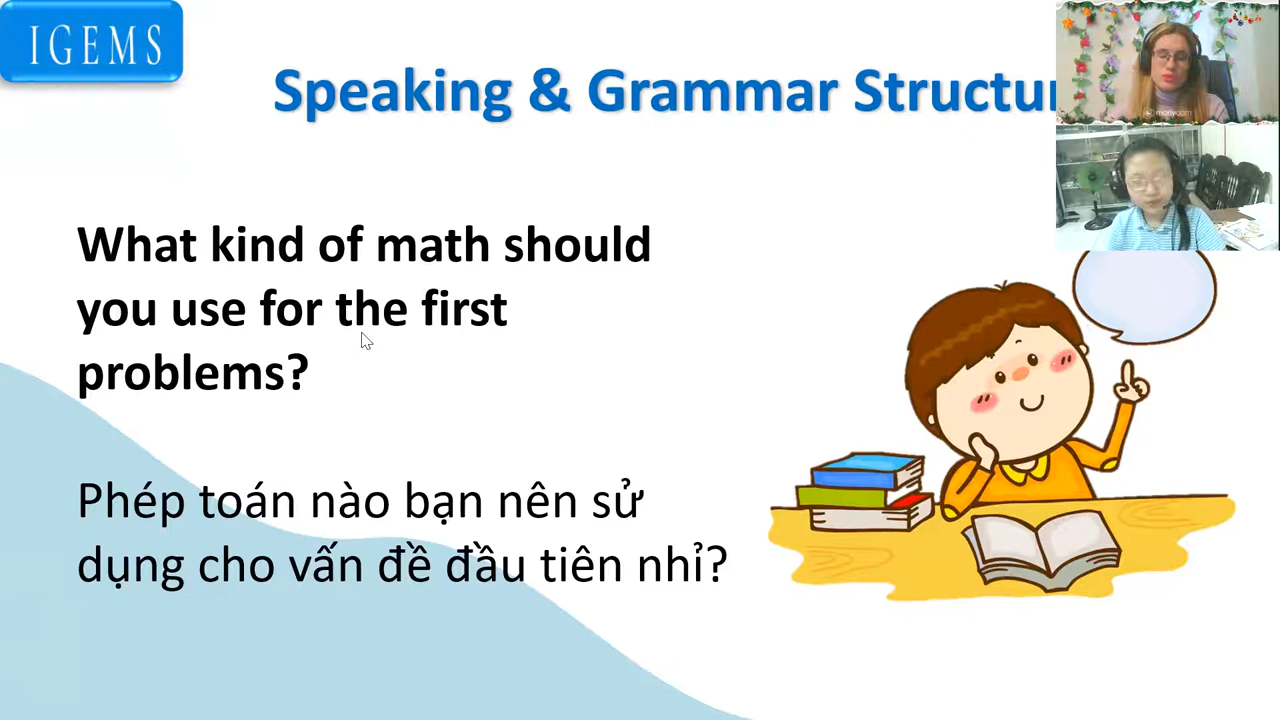 IGEMS
Speaking & Grammar Structu
What kind of math should
you use for the first
problems?
Phép toán nào bạn nên sử
dụng cho vấn đề đầu tiên nhỉ?
manycam